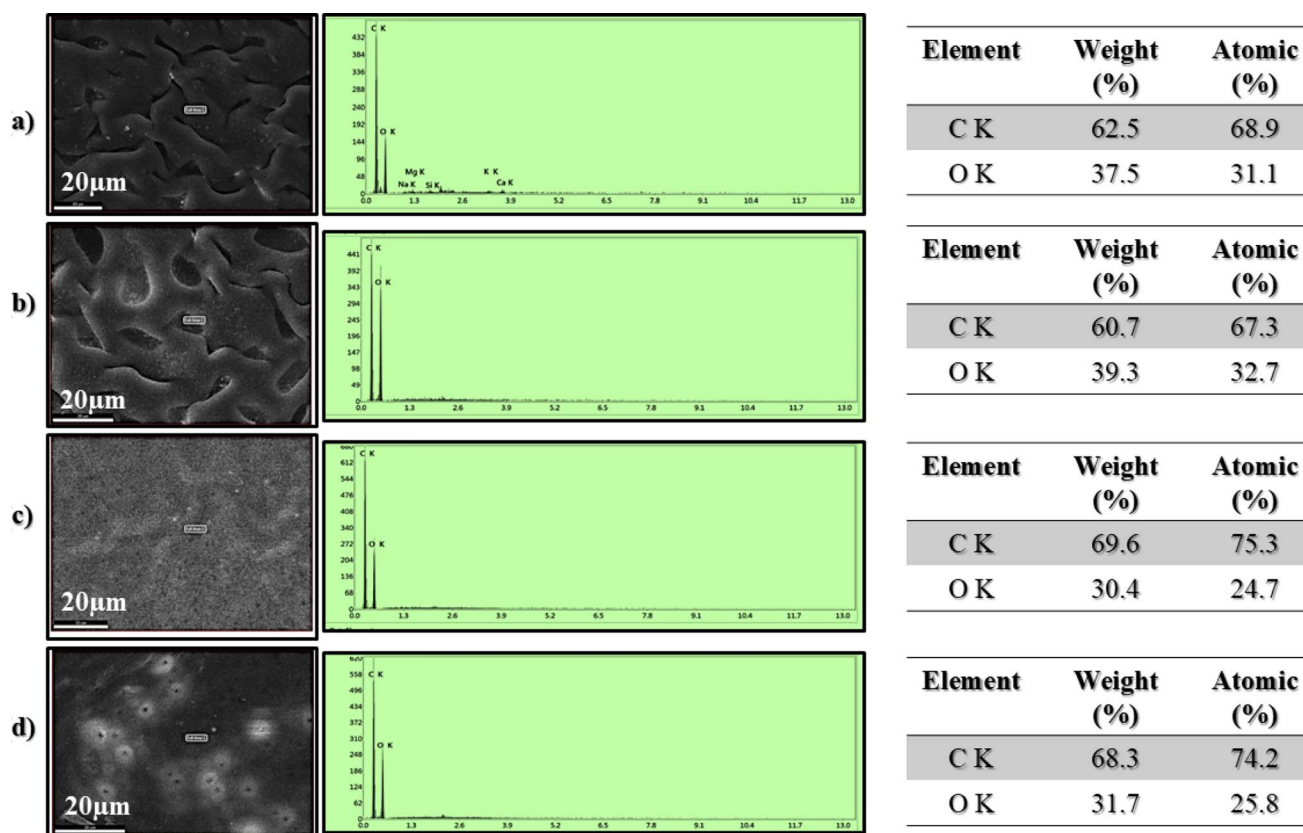 a)
20μm
C K
O K
Mg K
Na K
Si K
K K
Ca K
432
384
336
288
240
192
144
96
48
0
0.0 1.3 2.6 3.9 5.2 6.5 7.8 9.1 10.4 11.7 13.0
Element Weight (%) Atomic (%)
C K 62.5 68.9
O K 37.5 31.1
b)
20μm
C K
O K
441
392
343
294
245
196
147
98
49
0
0.0 1.3 2.6 3.9 5.2 6.5 7.8 9.1 10.4 11.7 13.0
Element Weight (%) Atomic (%)
C K 60.7 67.3
O K 39.3 32.7
c)
20μm
C K
O K
680
612
544
476
408
340
272
204
136
68
0
0.0 1.3 2.6 3.9 5.2 6.5 7.8 9.1 10.4 11.7 13.0
Element Weight (%) Atomic (%)
C K 69.6 75.3
O K 30.4 24.7
d)
20μm
C K
O K
620
558
496
434
372
310
248
186
124
62
0
0.0 1.3 2.6 3.9 5.2 6.5 7.8 9.1 10.4 11.7 13.0
Element Weight (%) Atomic (%)
C K 68.3 74.2
O K 31.7 25.8